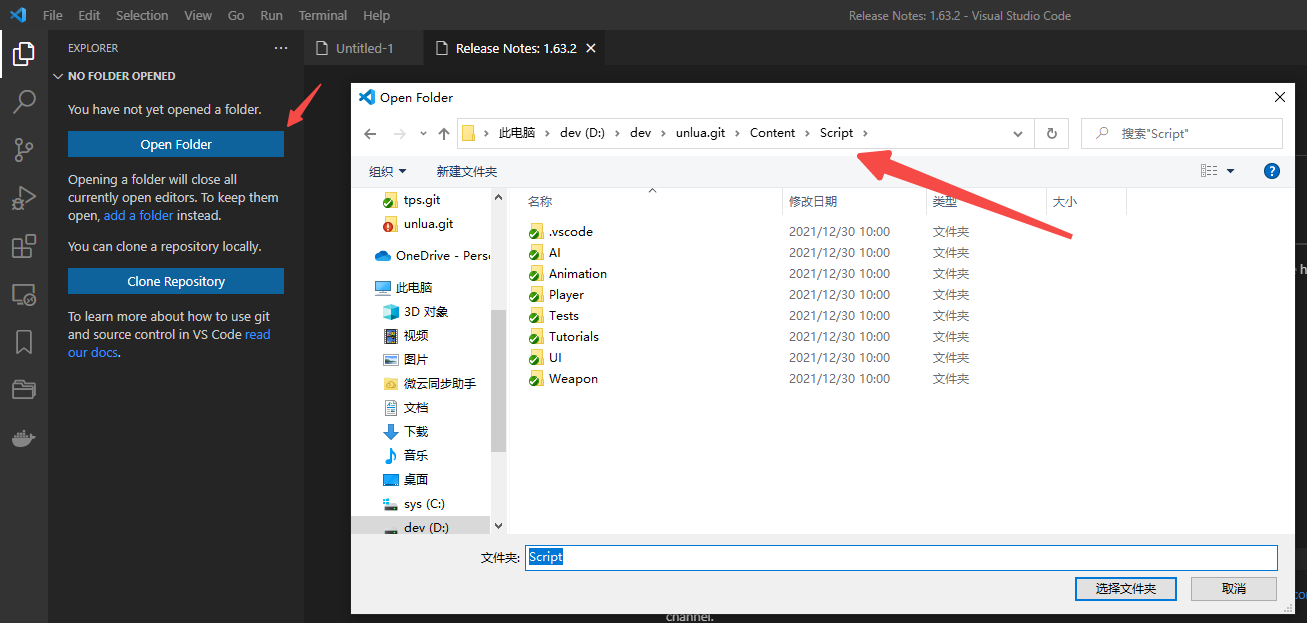 File Edit Selection View Go Run Terminal Help
Release Notes: 1.63.2 - Visual Studio Code
EXPLORER
Untitled-1
Release Notes: 1.63.2
NO FOLDER OPENED
You have not yet opened a folder.
Open Folder
Opening a folder will close all
currently open editors. To keep them
open, add a folder instead.
You can clone a repository locally.
Clone Repository
To learn more about how to use git
and source control in VS Code read
our docs.
Open Folder
此电脑 dev (D:) dev unlua.git Content Script
搜索"Script"
组织 新建文件夹
tps.git
unlua.git
OneDrive - Pers
此电脑
3D 对象
视频
图片
微云同步助手
文档
下载
音乐
桌面
sys (C:)
dev (D:)
名称 修改日期 类型 大小
.vscode 2021/12/30 10:00 文件夹
AI 2021/12/30 10:00 文件夹
Animation 2021/12/30 10:00 文件夹
Player 2021/12/30 10:00 文件夹
Tests 2021/12/30 10:00 文件夹
Tutorials 2021/12/30 10:00 文件夹
UI 2021/12/30 10:00 文件夹
Weapon 2021/12/30 10:00 文件夹
文件夹: Script
选择文件夹 取消
channel.